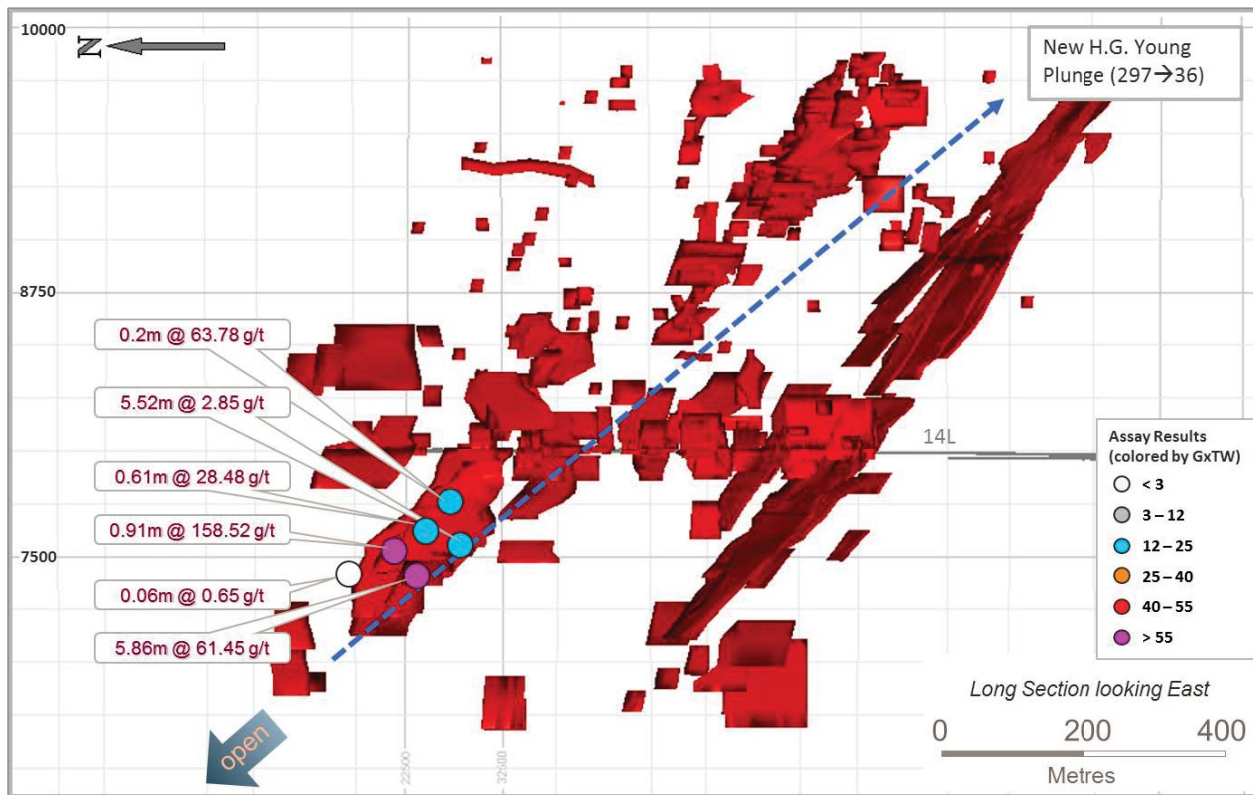 10000
N
New H.G. Young
Plunge (297→36)
8750
0.2m @ 63.78 g/t
5.52m @ 2.85 g/t
0.61m @ 28.48 g/t
0.91m @ 158.52 g/t
7500
0.06m @ 0.65 g/t
5.86m @ 61.45 g/t
14L
Assay Results
(colored by GxTW)
< 3
3 – 12
12 – 25
25 – 40
40 – 55
> 55
Long Section looking East
0 200 400
Metres
open
22500
32500